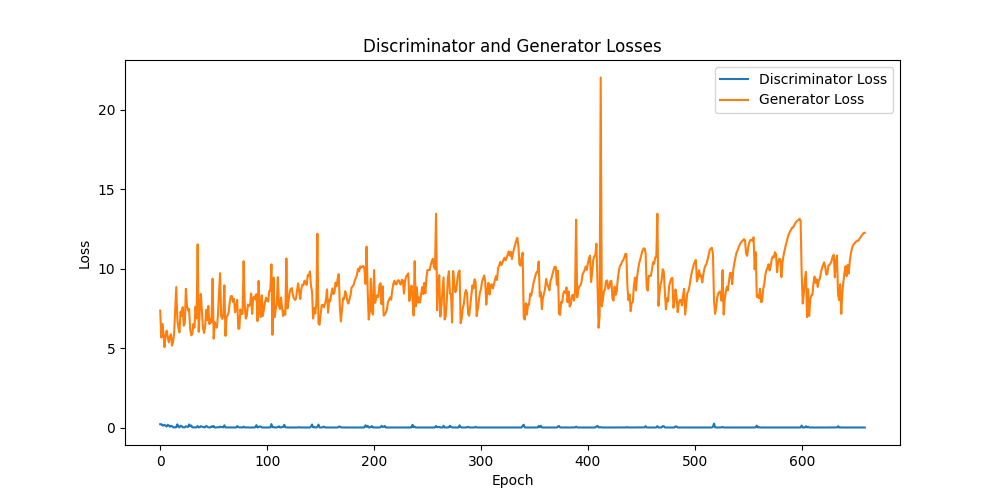 Discriminator and Generator Losses
Discriminator Loss
Generator Loss
Loss
20
15
10
5
0
0 100 200 300 400 500 600
Epoch